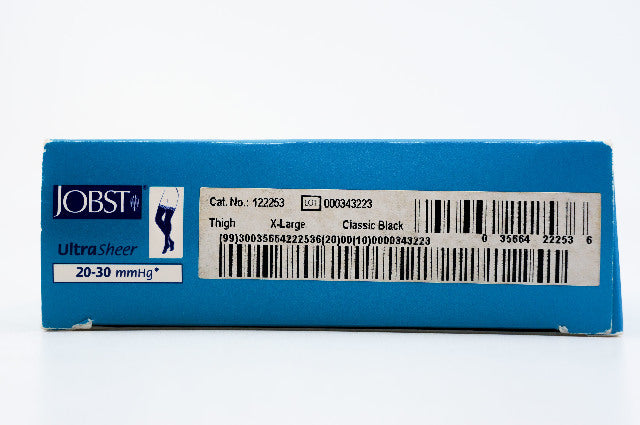 JOBST
UltraSheer
20-30 mmHg*
Cat. No.: 122253 LOT 000343223
Thigh X-Large Classic Black
(99)30035664222536(20)00(10)0000343223
0 35664 22253 6